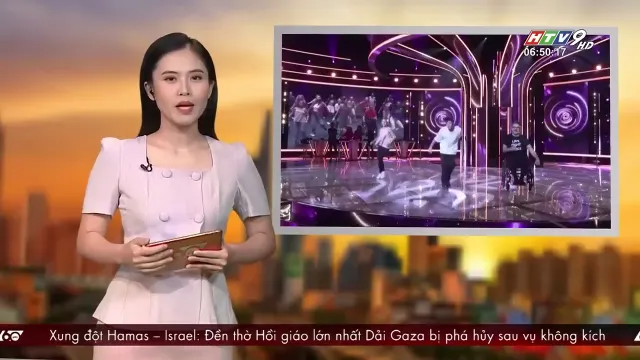 HTV9 HD
06:50:17
Xung đột Hamas – Israel: Đền thờ Hồi giáo lớn nhất Dải Gaza bị phá hủy sau vụ không kích